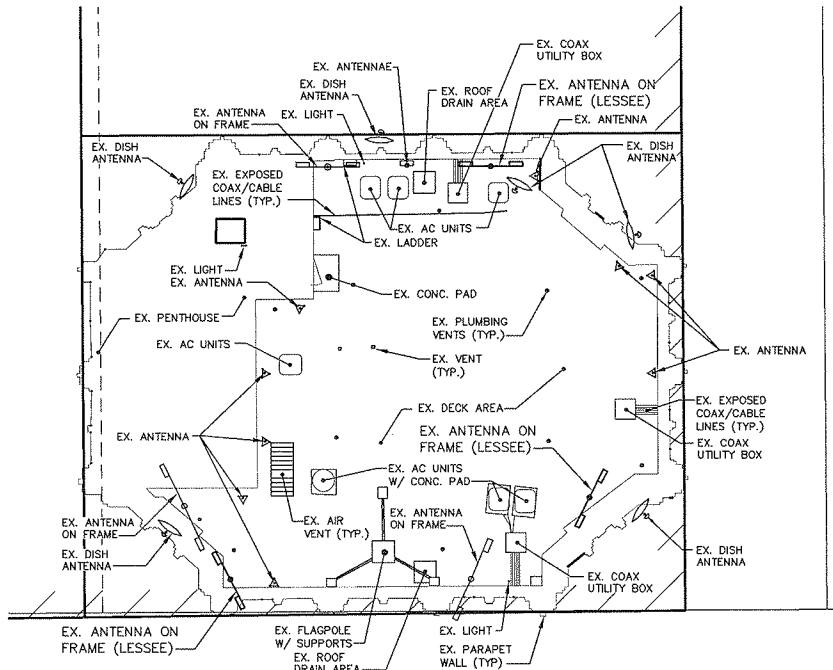 EX. COAX
UTILITY BOX
EX. ANTENNAE
EX. DISH
ANTENNA
EX. ROOF
DRAIN AREA
EX. ANTENNA ON
FRAME (LESSEE)
EX. ANTENNA
ON FRAME
EX. LIGHT
EX. ANTENNA
EX. DISH
ANTENNA
EX. DISH
ANTENNA
EX. EXPOSED
COAX/CABLE
LINES (TYP.)
EX. AC UNITS
EX. LADDER
EX. LIGHT
EX. ANTENNA
EX. CONC. PAD
EX. PENTHOUSE
EX. PLUMBING
VENTS (TYP.)
EX. AC UNITS
EX. VENT
(TYP.)
EX. ANTENNA
EX. DECK AREA
EX. EXPOSED
COAX/CABLE
LINES (TYP.)
EX. ANTENNA
EX. ANTENNA ON
FRAME (LESSEE)
EX. COAX
UTILITY BOX
EX. AC UNITS
W/ CONC. PAD
EX. ANTENNA
ON FRAME
EX. AIR
VENT (TYP.)
EX. ANTENNA
ON FRAME
EX. DISH
ANTENNA
EX. DISH
ANTENNA
EX. COAX
UTILITY BOX
EX. ANTENNA ON
FRAME (LESSEE)
EX. FLAGPOLE
W/ SUPPORTS
EX. LIGHT
EX. ROOF
DRAIN AREA
EX. PARAPET
WALL (TYP)